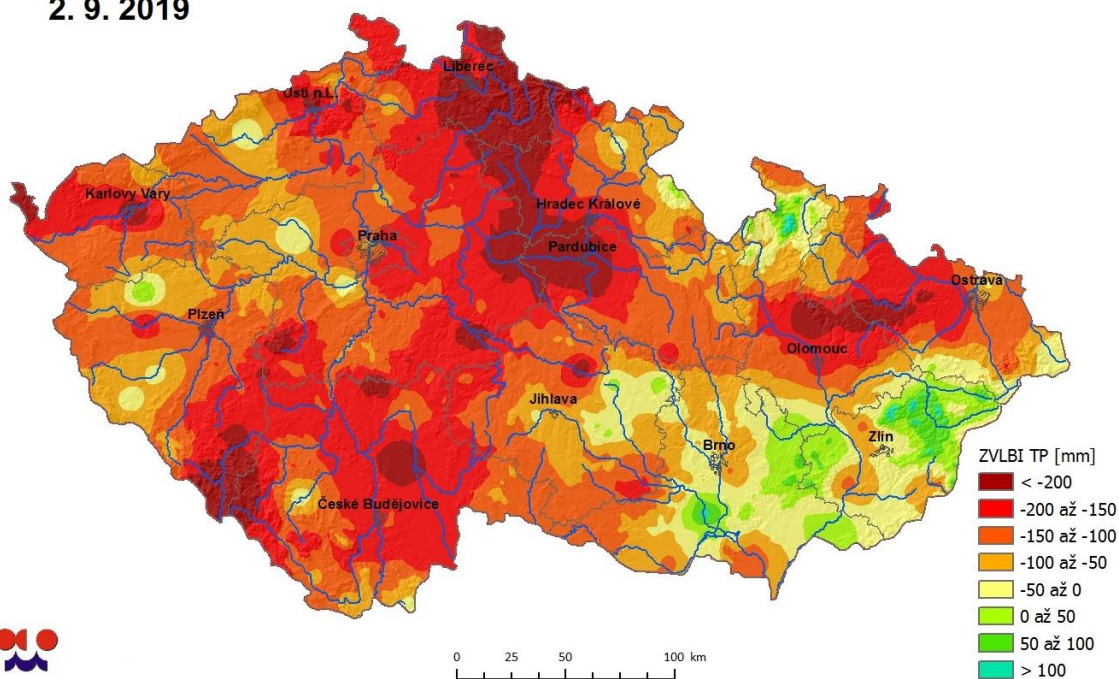 2. 9. 2019
Liberec
Ústí n.L.
Karlovy Vary
Hradec Králové
Praha
Pardubice
Ostrava
Plzeň
Olomouc
Jihlava
Zlín
Brno
České Budějovice
ZVLBI TP [mm]
< -200
-200 až -150
-150 až -100
-100 až -50
-50 až 0
0 až 50
50 až 100
> 100
0 25 50 100 km